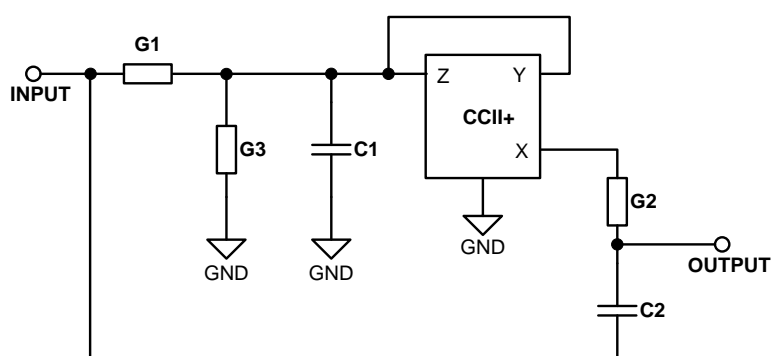 G1
INPUT
Z
Y
CCII+
X
G3
C1
G2
GND
GND
GND
OUTPUT
C2